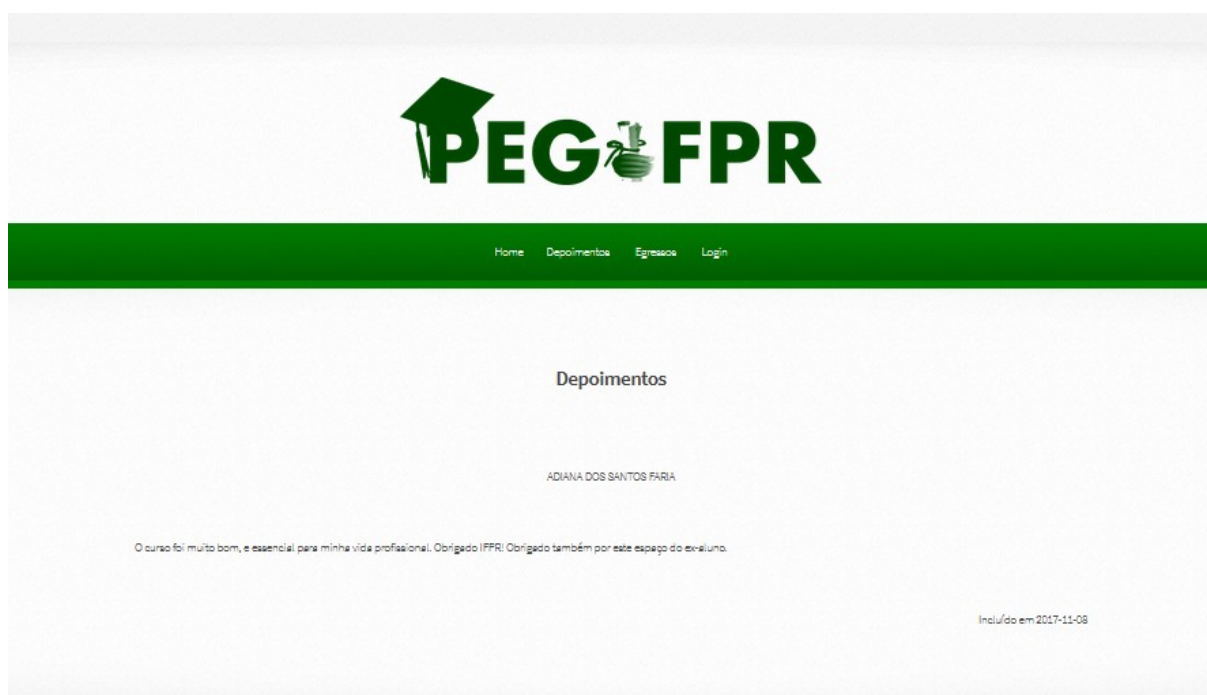 PEGIFPR
Home Depoimentos Egressos Login
Depoimentos
ADIANA DOS SANTOS FARIA
O curso foi muito bom, e essencial para minha vida profissional. Obrigado IFPR! Obrigado também por este espaço do ex-aluno.
Incluído em 2017-11-08